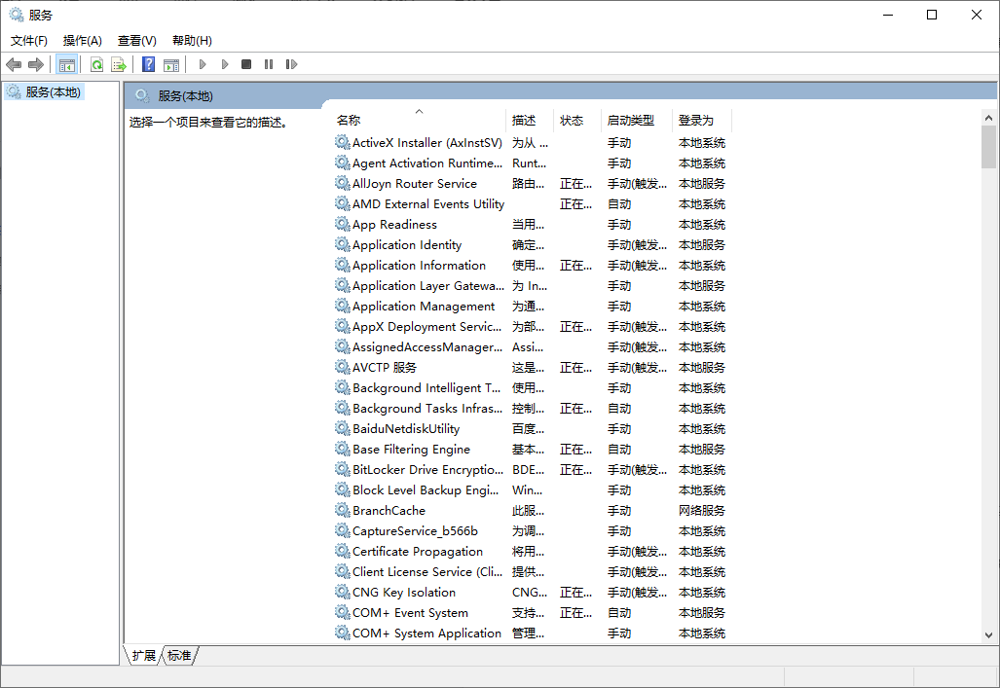 服务
文件(F) 操作(A) 查看(V) 帮助(H)
服务(本地)
服务(本地)
选择一个项目来查看它的描述。
名称 描述 状态 启动类型 登录为
ActiveX Installer (AxInstSV) 为从 ... 手动 本地系统
Agent Activation Runtime... Runt... 手动 本地系统
AllJoyn Router Service 路由... 正在... 手动(触发... 本地服务
AMD External Events Utility 正在... 自动 本地系统
App Readiness 当用... 手动 本地系统
Application Identity 确定... 手动(触发... 本地服务
Application Information 使用... 正在... 手动(触发... 本地系统
Application Layer Gatewa... 为 In... 手动 本地服务
Application Management 为通... 手动 本地系统
AppX Deployment Servic... 为部... 正在... 手动(触发... 本地系统
AssignedAccessManager... Assi... 手动(触发... 本地系统
AVCTP 服务 这是... 正在... 手动(触发... 本地服务
Background Intelligent T... 使用... 手动 本地系统
Background Tasks Infras... 控制... 正在... 自动 本地系统
BaiduNetdiskUtility 百度... 手动 本地系统
Base Filtering Engine 基本... 正在... 自动 本地服务
BitLocker Drive Encryptio... BDE... 正在... 手动(触发... 本地系统
Block Level Backup Engi... Win... 手动 本地系统
BranchCache 此服... 手动 网络服务
CaptureService_b566b 为调... 手动 本地系统
Certificate Propagation 将用... 手动(触发... 本地系统
Client License Service (Cli... 提供... 手动(触发... 本地系统
CNG Key Isolation CNG... 正在... 手动(触发... 本地系统
COM+ Event System 支持... 正在... 自动 本地服务
COM+ System Application 管理... 手动 本地系统
扩展 标准